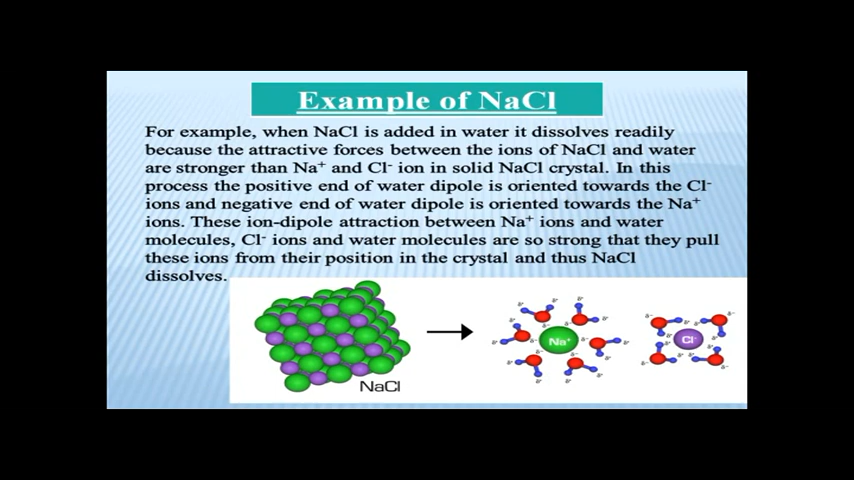 Example of NaCl
For example, when NaCl is added in water it dissolves readily
because the attractive forces between the ions of NaCl and water
are stronger than Na⁺ and Cl⁻ ion in solid NaCl crystal. In this
process the positive end of water dipole is oriented towards the Cl⁻
ions and negative end of water dipole is oriented towards the Na⁺
ions. These ion-dipole attraction between Na⁺ ions and water
molecules, Cl⁻ ions and water molecules are so strong that they pull
these ions from their position in the crystal and thus NaCl
dissolves.
NaCl
Na⁺
Cl⁻